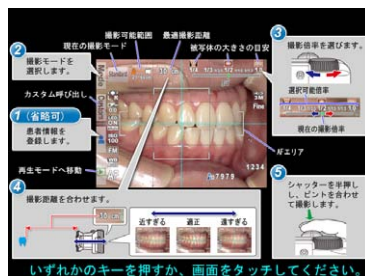 撮影可能範囲
最適撮影距離
現在の撮影モード
被写体の大きさの目安
2
撮影モードを
選択します。
カスタム呼び出し
1（省略可）
患者情報を
登録します。
再生モードへ移動
3
撮影倍率を選びます。
選択可能倍率
現在の撮影倍率
Fine
AFエリア
1234
7979
4
撮影距離を合わせます。
近すぎる
適正
遠すぎる
5
シャッターを半押し
し、ピントを合わせ
て撮影します。
いずれかのキーを押すか、画面をタッチしてください。